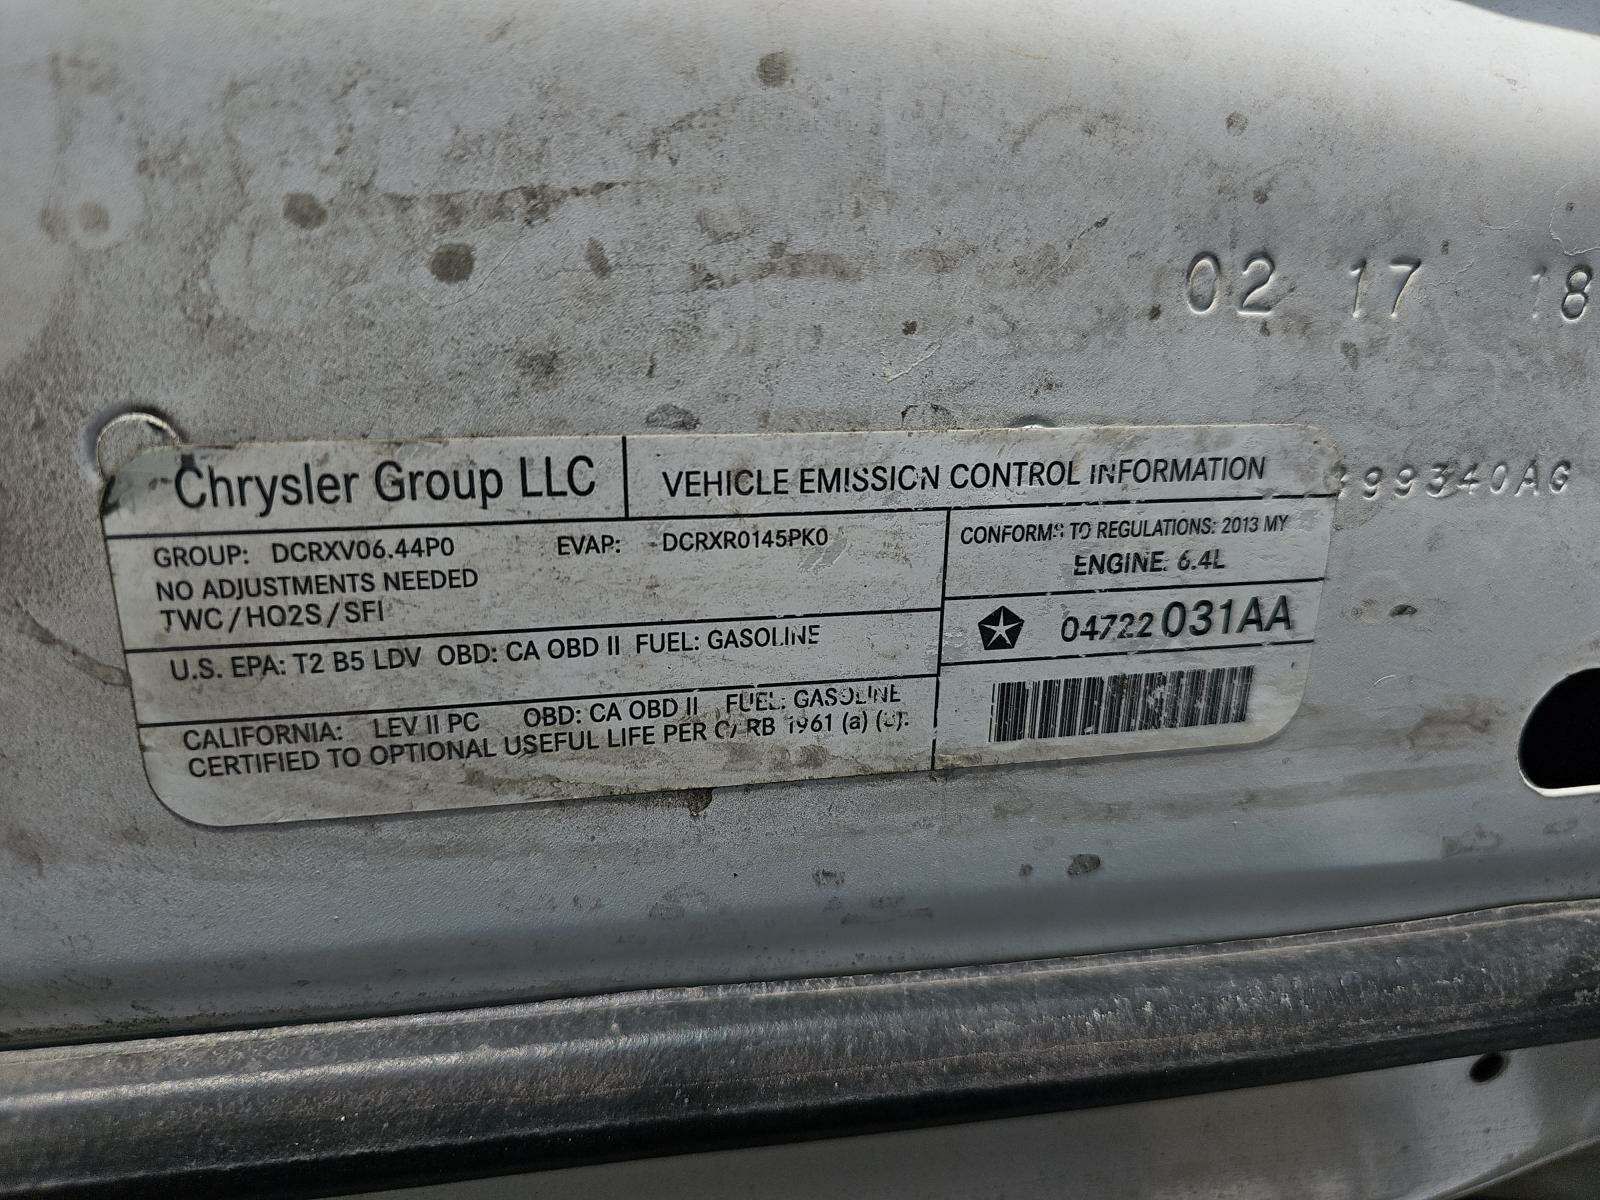 02 17 18
99340AG
Chrysler Group LLC
VEHICLE EMISSION CONTROL INFORMATION
GROUP: DCRXV06.44P0 EVAP: DCRXR0145PK0
NO ADJUSTMENTS NEEDED
TWC/HO2S/SFI
CONFORMS TO REGULATIONS: 2013 MY
ENGINE: 6.4L
U.S. EPA: T2 B5 LDV OBD: CA OBD II FUEL: GASOLINE
04722031AA
CALIFORNIA: LEV II PC OBD: CA OBD II FUEL: GASOLINE
CERTIFIED TO OPTIONAL USEFUL LIFE PER CARB 1961 (a)